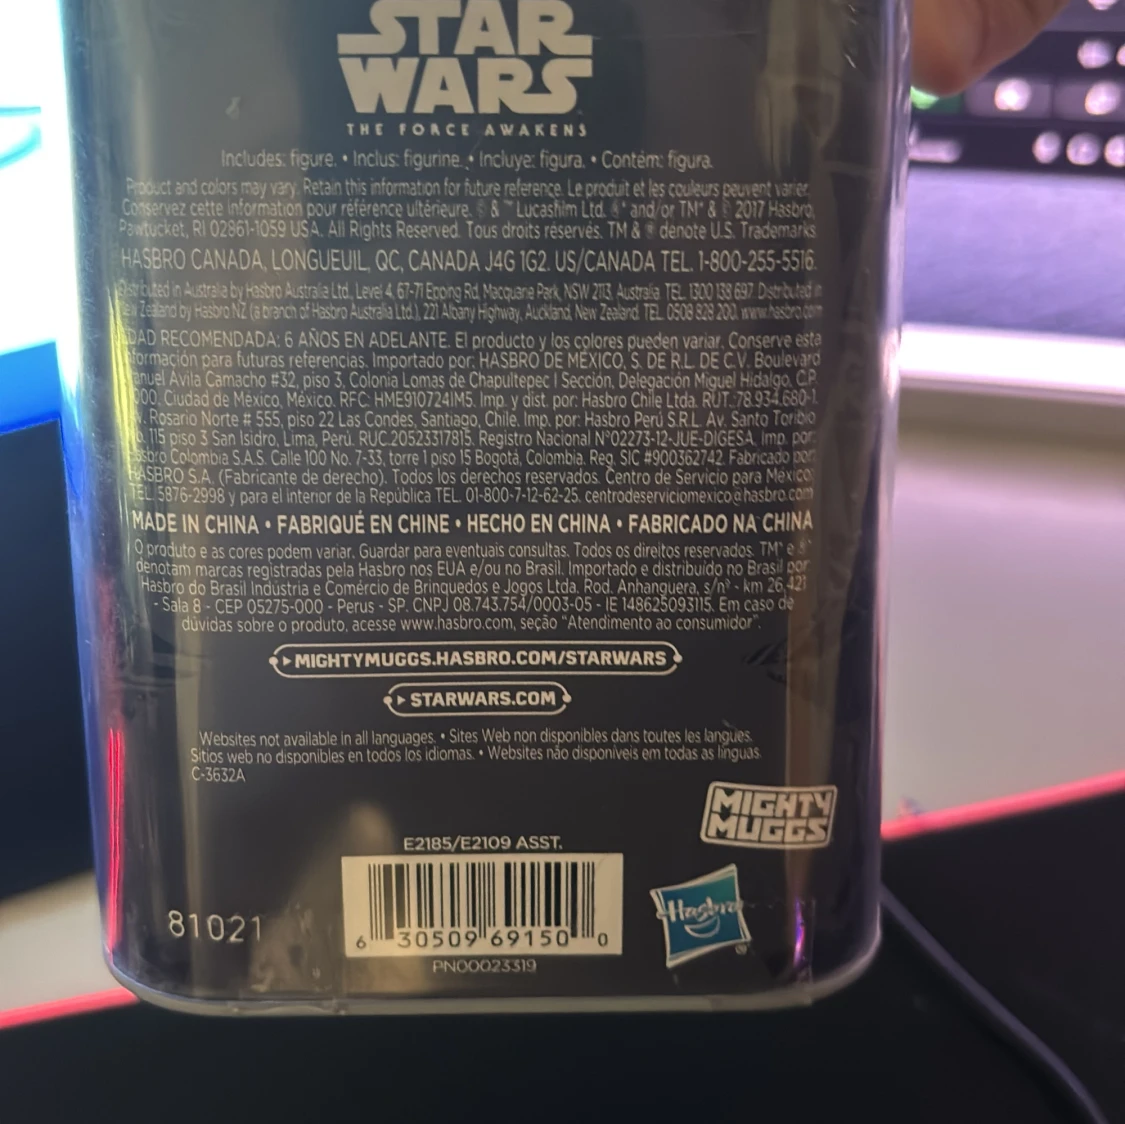 STAR
WARS
THE FORCE AWAKENS
Includes: figure. • Inclus: figurine. • Incluye: figura. • Contém: figura.
Product and colors may vary. Retain this information for future reference. Le produit et les couleurs peuvent varier.
Conservez cette information pour référence ultérieure. © & ™ Lucasfilm Ltd. ®* and/or TM* & © 2017 Hasbro,
Pawtucket, RI 02861-1059 USA. All Rights Reserved. Tous droits réservés. TM & ® denote U.S. Trademarks.
HASBRO CANADA, LONGUEUIL, QC, CANADA J4G 1G2. US/CANADA TEL. 1-800-255-5516.
Distributed in Australia by Hasbro Australia Ltd., Level 4, 67-71 Epping Rd, Macquarie Park, NSW 2113, Australia. TEL. 1300 138 697. Distributed in
Zealand by Hasbro NZ (a branch of Hasbro Australia Ltd.), 221 Albany Highway, Auckland, New Zealand. TEL. 0508 828 200. www.hasbro.com
EDAD RECOMENDADA: 6 AÑOS EN ADELANTE. El producto y los colores pueden variar. Conserve esta
información para futuras referencias. Importado por: HASBRO DE MÉXICO, S. DE R.L. DE C.V. Boulevard
Manuel Ávila Camacho #32, piso 3, Colonia Lomas de Chapultepec I Sección, Delegación Miguel Hidalgo, C.P.
000, Ciudad de México, México. RFC: HME910724IM5. Imp. y dist. por: Hasbro Chile Ltda. RUT.:78.934.680-1.
Av. Rosario Norte # 555, piso 22 Las Condes, Santiago, Chile. Imp. por: Hasbro Perú S.R.L. Av. Santo Toribio
No. 115 piso 3 San Isidro, Lima, Perú. RUC.20523317815. Registro Nacional N°02273-12-JUE-DIGESA. Imp. por:
Hasbro Colombia S.A.S. Calle 100 No. 7-33, torre 1 piso 15 Bogotá, Colombia. Reg. SIC #900362742. Fabricado por:
HASBRO S.A. (Fabricante de derecho). Todos los derechos reservados. Centro de Servicio para México
TEL. 5876-2998 y para el interior de la República TEL. 01-800-7-12-62-25. centrodeserviciomexico@hasbro.com
MADE IN CHINA • FABRIQUÉ EN CHINE • HECHO EN CHINA • FABRICADO NA CHINA
O produto e as cores podem variar. Guardar para eventuais consultas. Todos os direitos reservados. TM* e ®*
denotam marcas registradas pela Hasbro nos EUA e/ou no Brasil. Importado e distribuído no Brasil por
Hasbro do Brasil Indústria e Comércio de Brinquedos e Jogos Ltda. Rod. Anhanguera, s/nº - km 26,421
- Sala 8 - CEP 05275-000 - Perus - SP. CNPJ 08.743.754/0003-05 - IE 148625093115. Em caso de
dúvidas sobre o produto, acesse www.hasbro.com, seção "Atendimento ao consumidor".
MIGHTYMUGGS.HASBRO.COM/STARWARS
STARWARS.COM
Websites not available in all languages. • Sites Web non disponibles dans toutes les langues.
Sitios web no disponibles en todos los idiomas. • Websites não disponíveis em todas as línguas.
C-3632A
MIGHTY
MUGGS
E2185/E2109 ASST.
Hasbro
81021
6 30509 69150 0
PN00023319